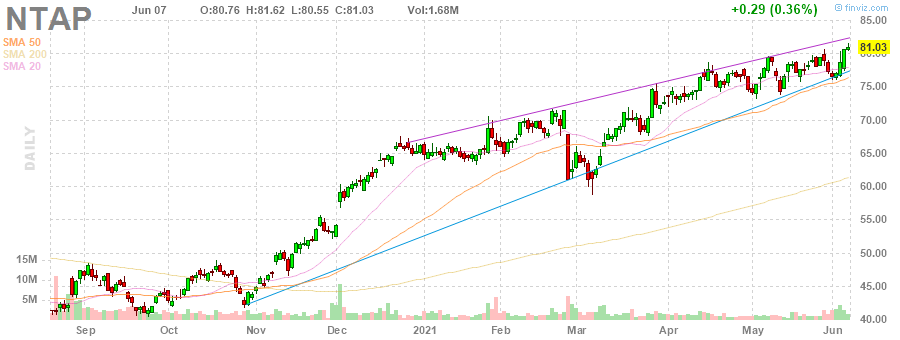 NTAP Jun 07 O:80.76 H:81.62 L:80.55 C:81.03 Vol:1.68M +0.29 (0.36%) finviz.com
SMA 50
SMA 200
SMA 20
DAILY
85.00
81.03
80.00
75.00
70.00
65.00
60.00
55.00
50.00
45.00
40.00
15M
10M
5M
Sep Oct Nov Dec 2021 Feb Mar Apr May Jun